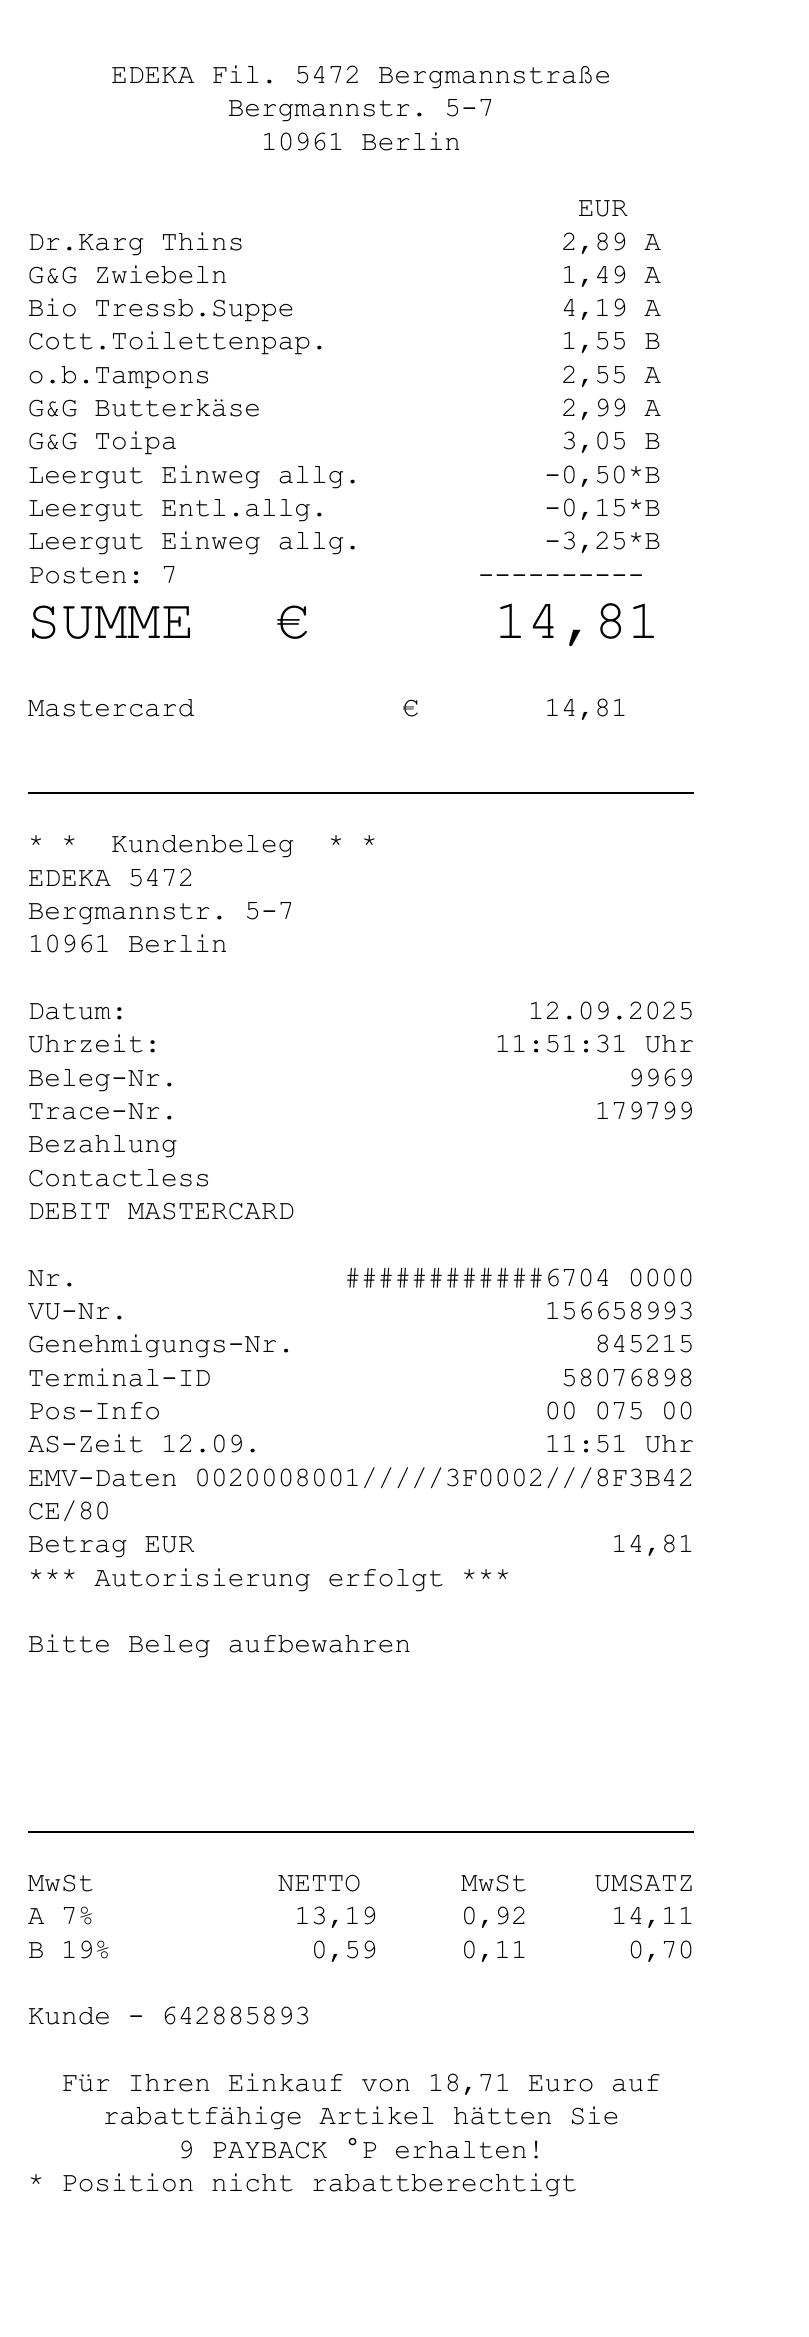 EDEKA Fil. 5472 Bergmannstraße
Bergmannstr. 5-7
10961 Berlin
EUR
Dr.Karg Thins 2,89 A
G&G Zwiebeln 1,49 A
Bio Tressb.Suppe 4,19 A
Cott.Toilettenpap. 1,55 B
o.b.Tampons 2,55 A
G&G Butterkäse 2,99 A
G&G Toipa 3,05 B
Leergut Einweg allg. -0,50*B
Leergut Entl.allg. -0,15*B
Leergut Einweg allg. -3,25*B
Posten: 7 ----------
SUMME € 14,81
Mastercard € 14,81
* * Kundenbeleg * *
EDEKA 5472
Bergmannstr. 5-7
10961 Berlin
Datum: 12.09.2025
Uhrzeit: 11:51:31 Uhr
Beleg-Nr. 9969
Trace-Nr. 179799
Bezahlung
Contactless
DEBIT MASTERCARD
Nr. ############6704 0000
VU-Nr. 156658993
Genehmigungs-Nr. 845215
Terminal-ID 58076898
Pos-Info 00 075 00
AS-Zeit 12.09. 11:51 Uhr
EMV-Daten 0020008001/////3F0002///8F3B42
CE/80
Betrag EUR 14,81
*** Autorisierung erfolgt ***
Bitte Beleg aufbewahren
MwSt NETTO MwSt UMSATZ
A 7% 13,19 0,92 14,11
B 19% 0,59 0,11 0,70
Kunde - 642885893
Für Ihren Einkauf von 18,71 Euro auf
rabattfähige Artikel hätten Sie
9 PAYBACK °P erhalten!
* Position nicht rabattberechtigt